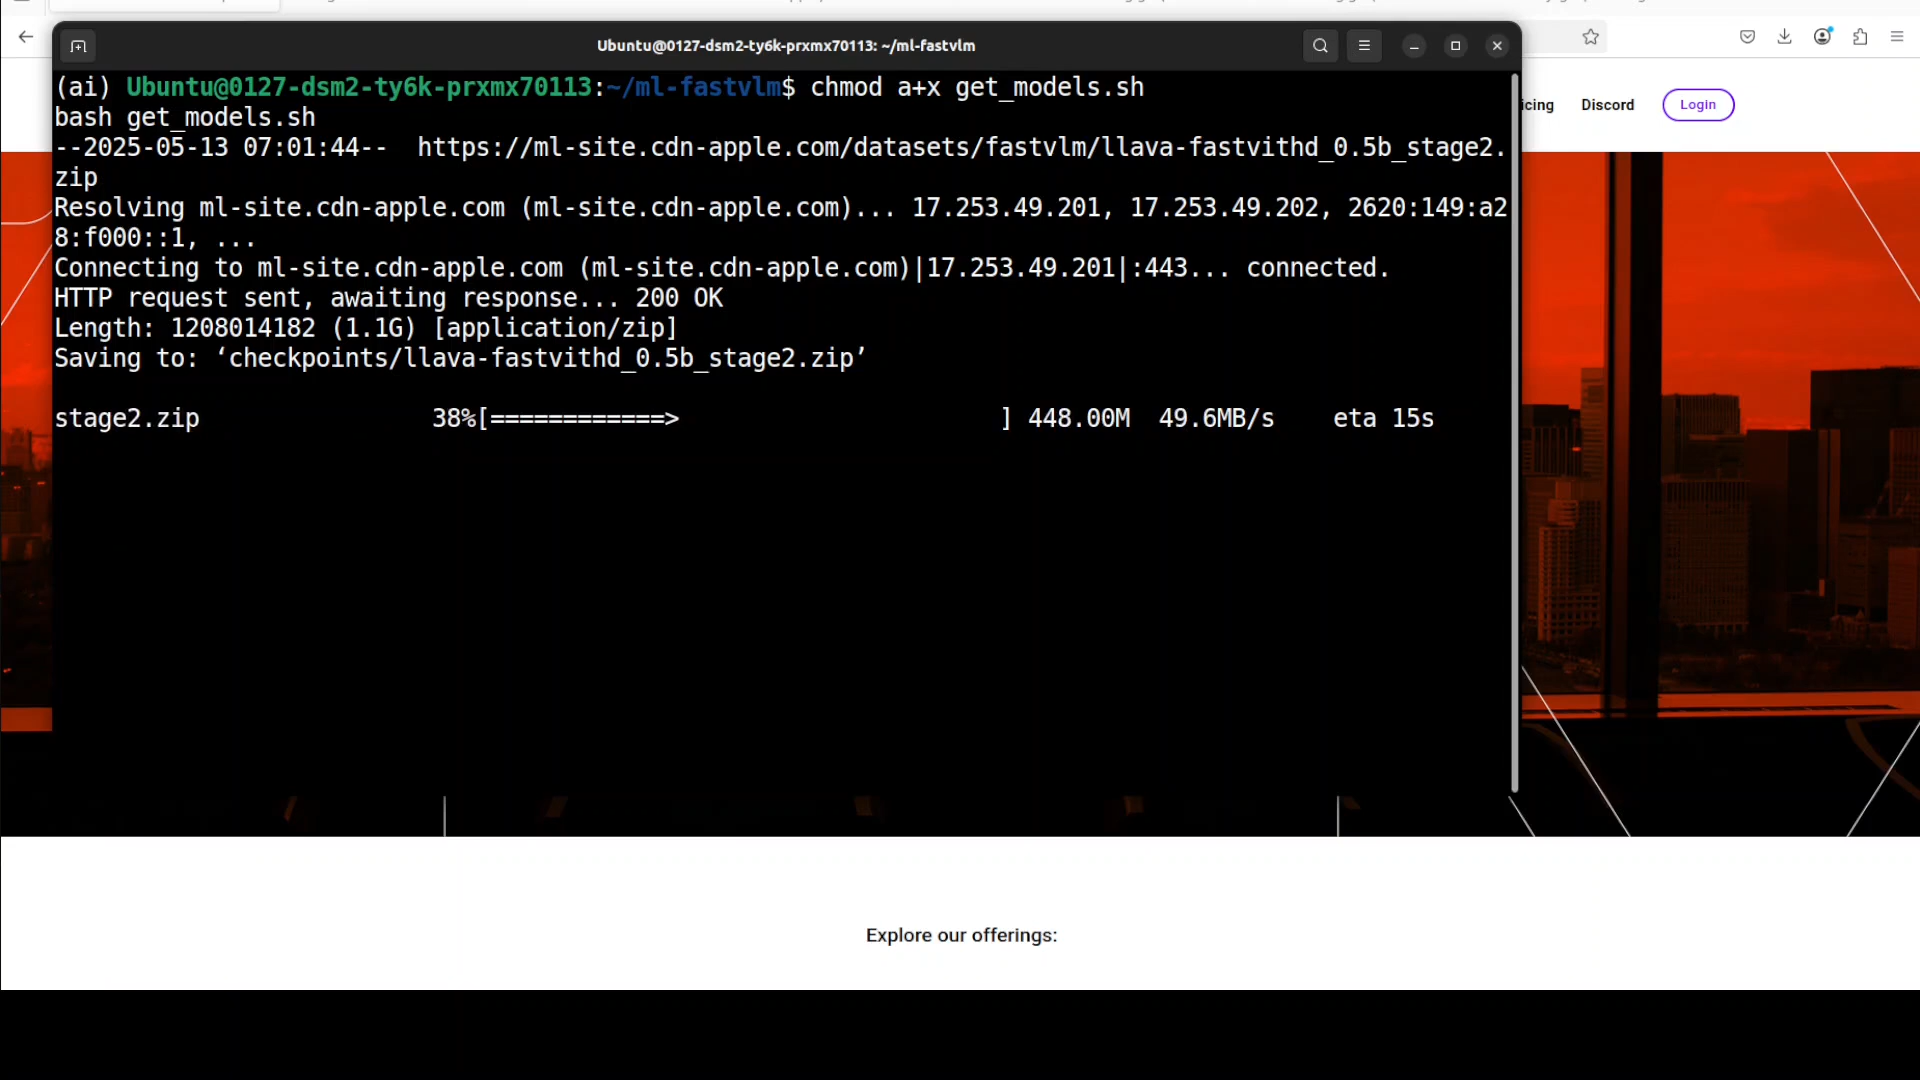 Ubuntu@0127-dsm2-ty6k-prxmx70113: ~/ml-fastvlm
(ai) Ubuntu@0127-dsm2-ty6k-prxmx70113:~/ml-fastvlm$ chmod a+x get_models.sh
bash get_models.sh
--2025-05-13 07:01:44--  https://ml-site.cdn-apple.com/datasets/fastvlm/llava-fastvithd_0.5b_stage2.
zip
Resolving ml-site.cdn-apple.com (ml-site.cdn-apple.com)... 17.253.49.201, 17.253.49.202, 2620:149:a2
8:f000::1, ...
Connecting to ml-site.cdn-apple.com (ml-site.cdn-apple.com)|17.253.49.201|:443... connected.
HTTP request sent, awaiting response... 200 OK
Length: 1208014182 (1.1G) [application/zip]
Saving to: ‘checkpoints/llava-fastvithd_0.5b_stage2.zip’
stage2.zip 38%[============> ] 448.00M 49.6MB/s eta 15s
icing Discord Login
Explore our offerings: